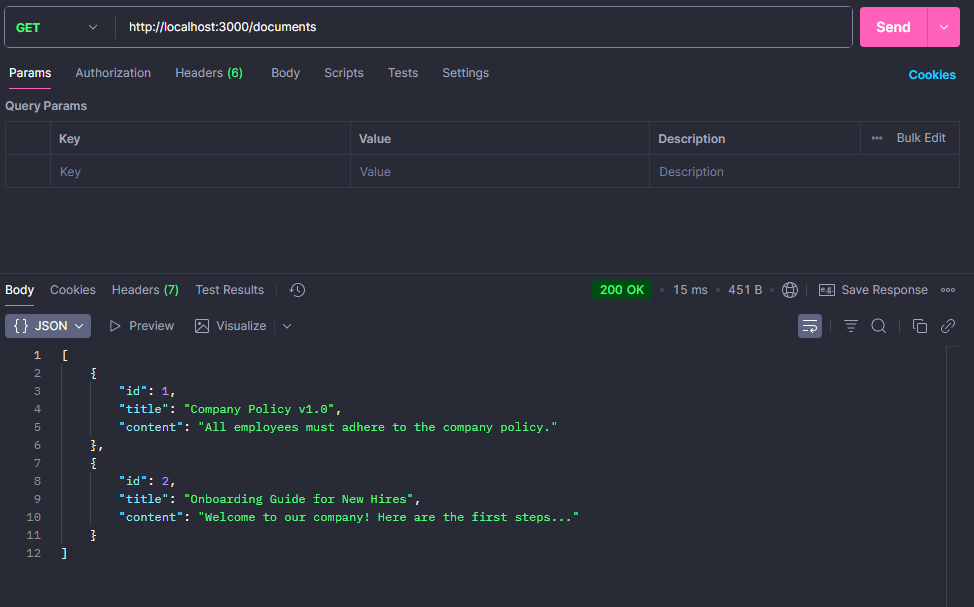 GET http://localhost:3000/documents Send
Params Authorization Headers (6) Body Scripts Tests Settings Cookies
Query Params
Key Value Description Bulk Edit
Key Value Description
Body Cookies Headers (7) Test Results 200 OK • 15 ms • 451 B • e.g. Save Response
{} JSON Preview Visualize
1 [
2 {
3 "id": 1,
4 "title": "Company Policy v1.0",
5 "content": "All employees must adhere to the company policy."
6 },
7 {
8 "id": 2,
9 "title": "Onboarding Guide for New Hires",
10 "content": "Welcome to our company! Here are the first steps..."
11 }
12 ]